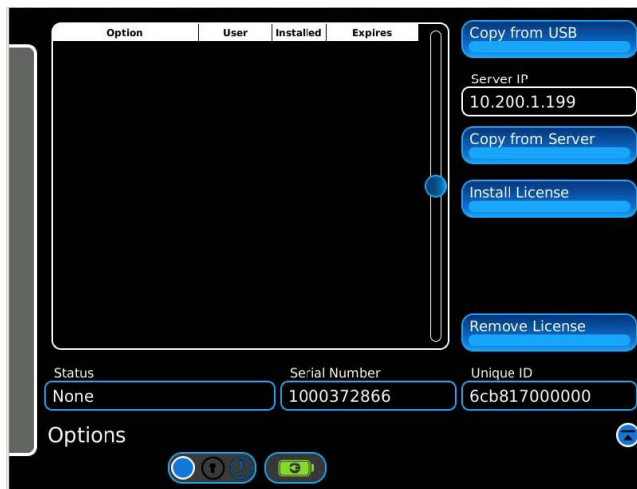 Option User Installed Expires
Copy from USB
Server IP
10.200.1.199
Copy from Server
Install License
Remove License
Status Serial Number Unique ID
None 1000372866 6cb817000000
Options